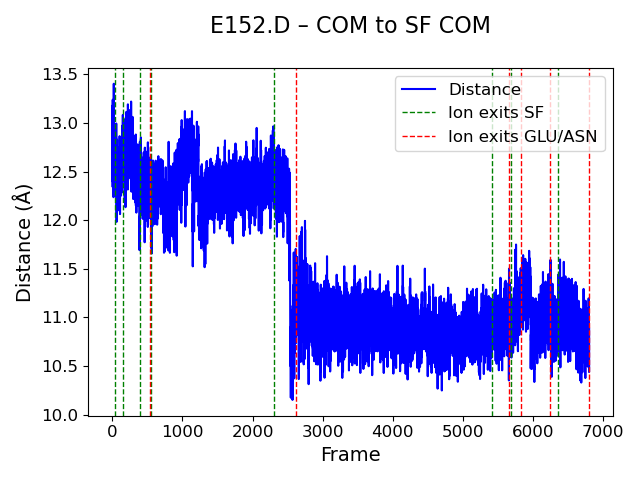 E152.D – COM to SF COM
Distance
Ion exits SF
Ion exits GLU/ASN
Distance (Å)
13.5
13.0
12.5
12.0
11.5
11.0
10.5
10.0
0 1000 2000 3000 4000 5000 6000 7000
Frame